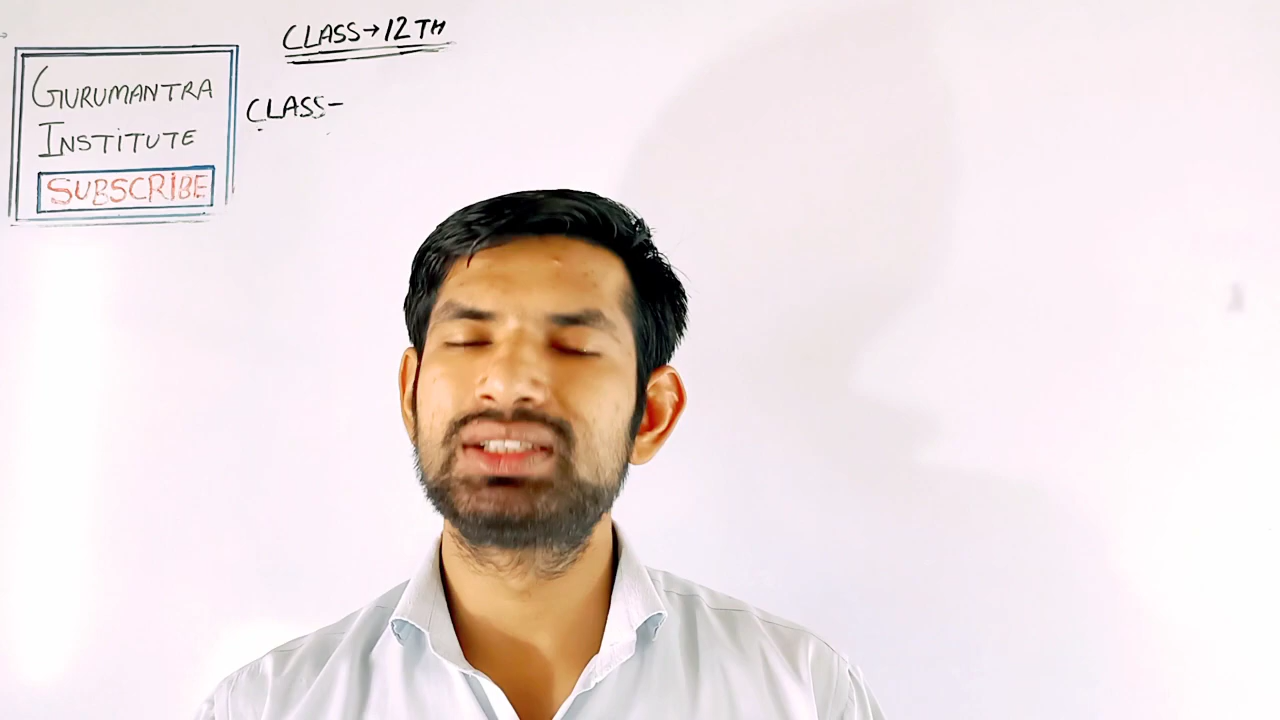 CLASS→12TH
GURUMANTRA
INSTITUTE
SUBSCRIBE
CLASS-